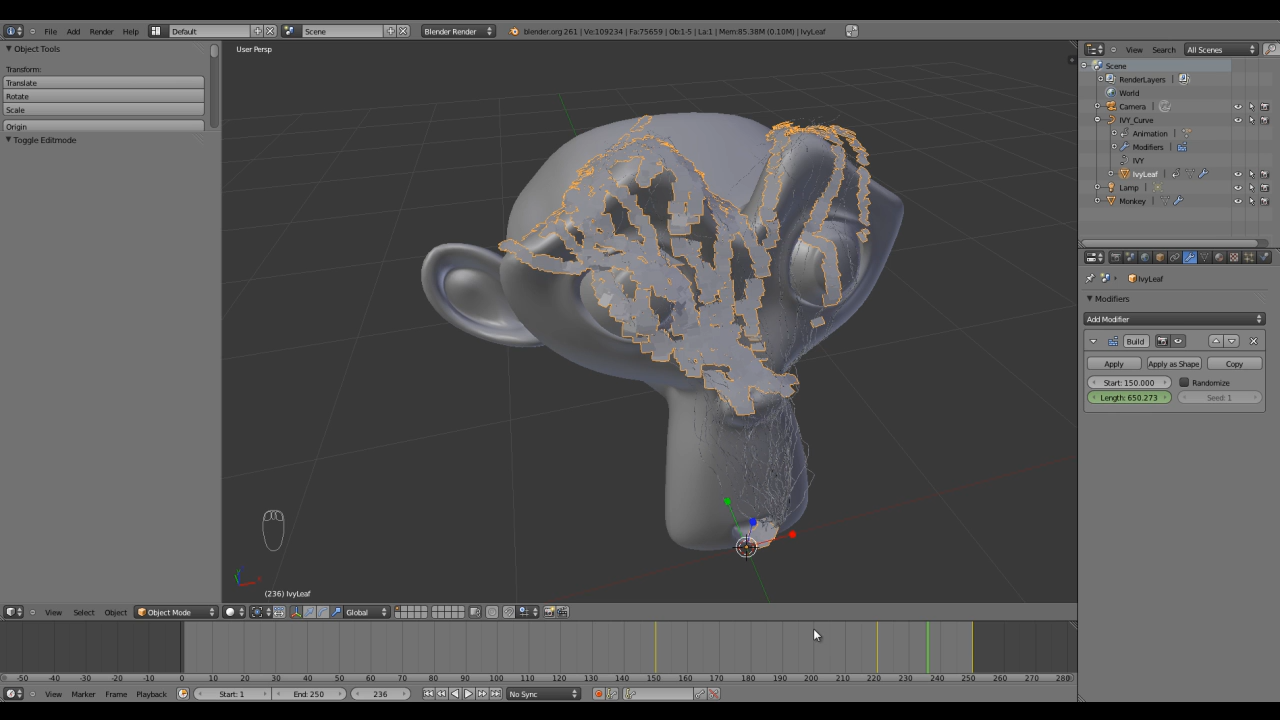 File Add Render Help Default Scene Blender Render blender.org 261 | Ve:109234 | Fa:75659 | Ob:1-5 | La:1 | Mem:85.38M (0.10M) | IvyLeaf
Object Tools
Transform:
Translate
Rotate
Scale
Origin
Toggle Editmode
User Persp
(236) IvyLeaf
View Select Object Object Mode Global
-50 -40 -30 -20 -10 0 10 20 30 40 50 60 70 80 90 100 110 120 130 140 150 160 170 180 190 200 210 220 230 240 250 260 270 280
View Marker Frame Playback Start: 1 End: 250 236 No Sync
View Search All Scenes
Scene
RenderLayers
World
Camera
IVY_Curve
Animation
Modifiers
IVY
IvyLeaf
Lamp
Monkey
IvyLeaf
Modifiers
Add Modifier
Build
Apply Apply as Shape Copy
Start: 150.000 Randomize
Length: 650.273 Seed: 1